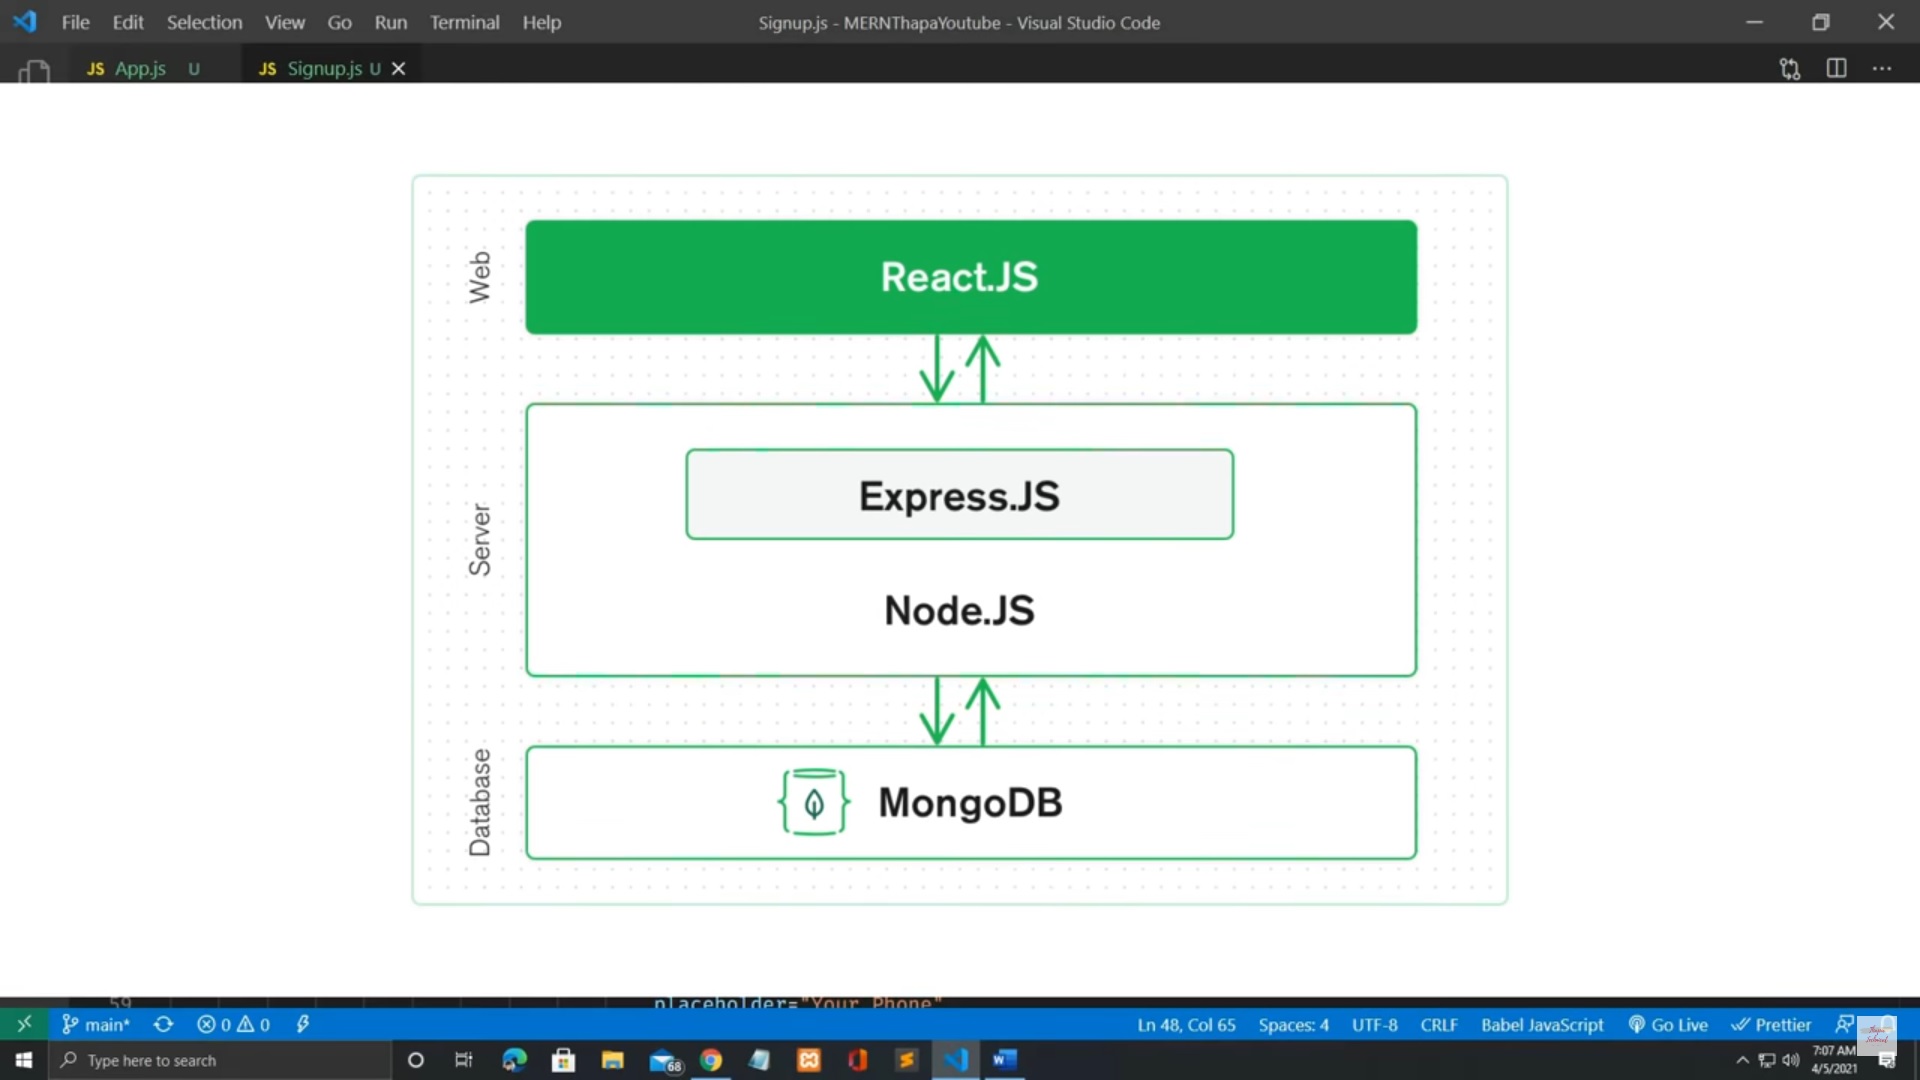 File Edit Selection View Go Run Terminal Help
Signup.js - MERNThapaYoutube - Visual Studio Code
JS App.js U
JS Signup.js U
Web
React.JS
Server
Express.JS
Node.JS
Database
MongoDB
59
placeholder="Your Phone"
main*
0 0
Ln 48, Col 65 Spaces: 4 UTF-8 CRLF Babel JavaScript Go Live Prettier
Type here to search
68
7:07 AM
4/5/2021